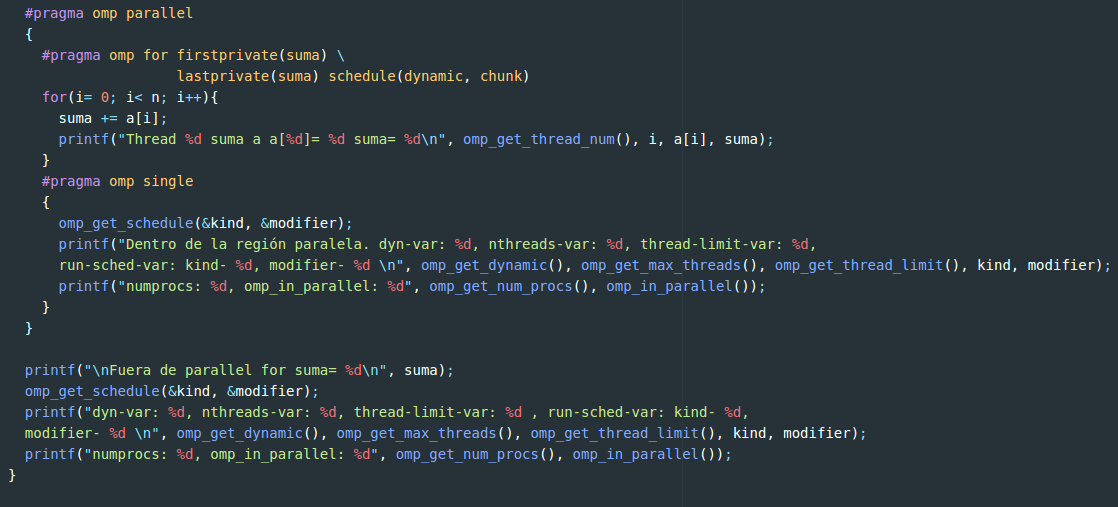 #pragma omp parallel
{
#pragma omp for firstprivate(suma) \
lastprivate(suma) schedule(dynamic, chunk)
for(i= 0; i< n; i++){
suma += a[i];
printf("Thread %d suma a a[%d]= %d suma= %d\n", omp_get_thread_num(), i, a[i], suma);
}
#pragma omp single
{
omp_get_schedule(&kind, &modifier);
printf("Dentro de la región paralela. dyn-var: %d, nthreads-var: %d, thread-limit-var: %d,
run-sched-var: kind- %d, modifier- %d \n", omp_get_dynamic(), omp_get_max_threads(), omp_get_thread_limit(), kind, modifier);
printf("numprocs: %d, omp_in_parallel: %d", omp_get_num_procs(), omp_in_parallel());
}
}
printf("\nFuera de parallel for suma= %d\n", suma);
omp_get_schedule(&kind, &modifier);
printf("dyn-var: %d, nthreads-var: %d, thread-limit-var: %d , run-sched-var: kind- %d,
modifier- %d \n", omp_get_dynamic(), omp_get_max_threads(), omp_get_thread_limit(), kind, modifier);
printf("numprocs: %d, omp_in_parallel: %d", omp_get_num_procs(), omp_in_parallel());
}